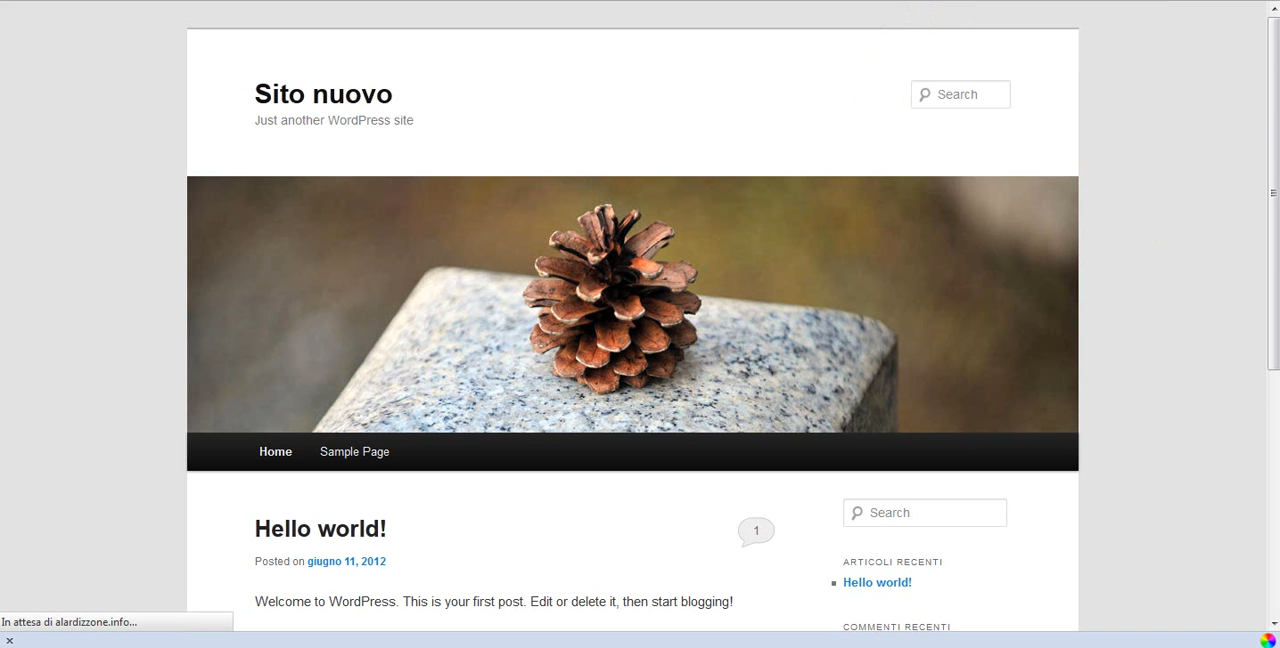 Sito nuovo
Just another WordPress site
Search
Home Sample Page
Hello world!
1
Posted on giugno 11, 2012
Welcome to WordPress. This is your first post. Edit or delete it, then start blogging!
Search
ARTICOLI RECENTI
Hello world!
COMMENTI RECENTI
In attesa di alardizzone.info...